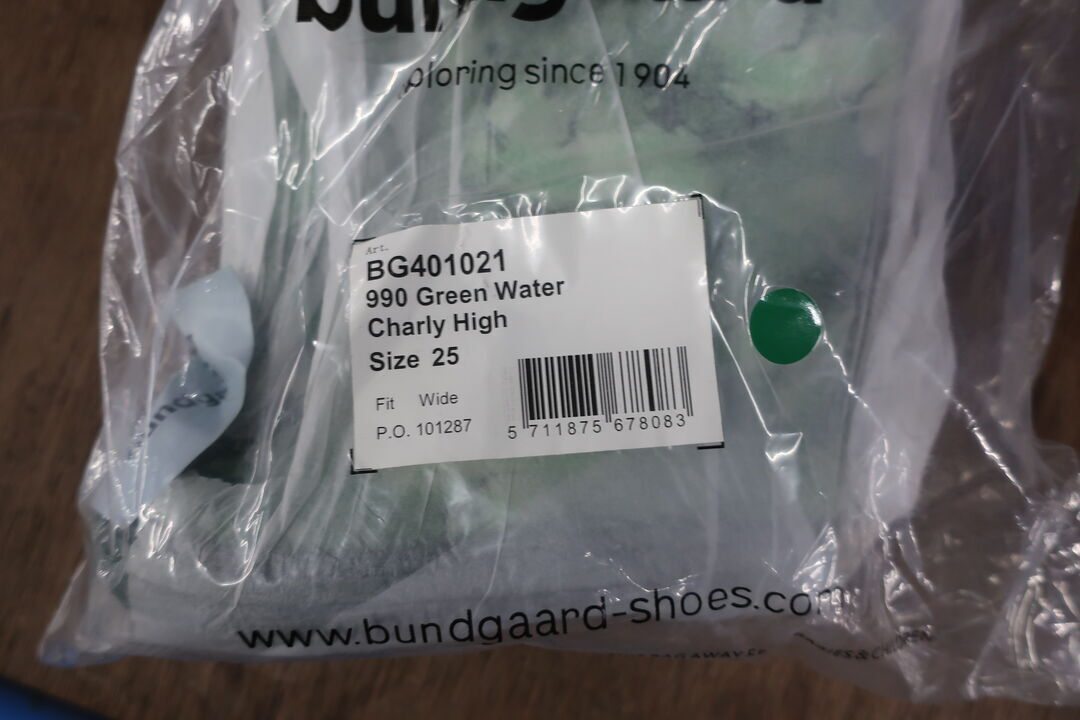 ploring since 1904
Art.
BG401021
990 Green Water
Charly High
Size 25
Fit Wide
P.O. 101287
5 711875 678083
www.bundgaard-shoes.com